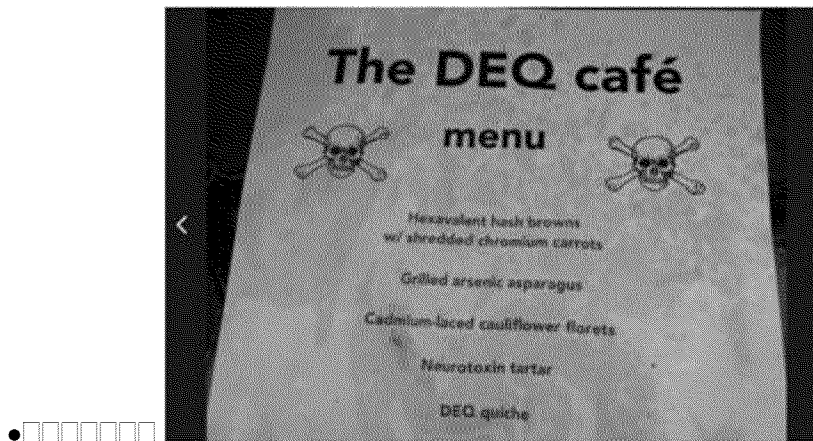 The DEQ café
menu
Hexavalent hash browns
w/ shredded chromium carrots
Grilled arsenic asparagus
Cadmium-laced cauliflower florets
Neurotoxin tartar
DEQ quiche